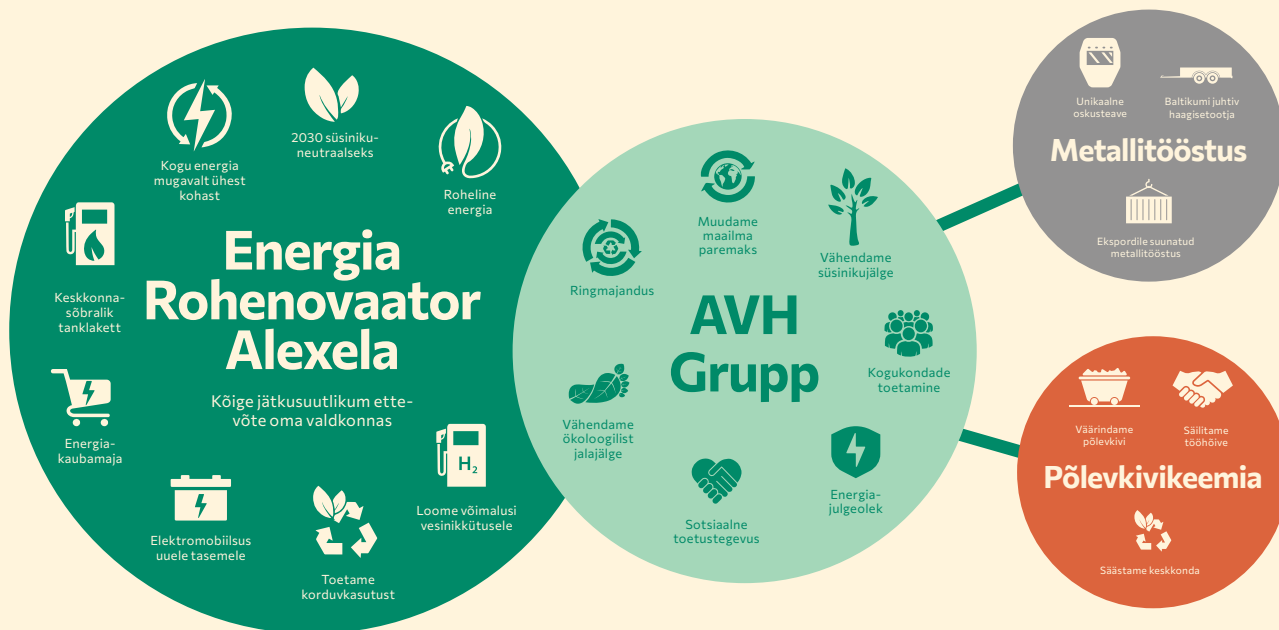 2030 süsiniku-
neutraalseks
Kogu energia
mugavalt ühest
kohast
Roheline
energia
Energia
Rohenovaator
Alexela
Kõige jätkusuutlikum ette-
võte oma valdkonnas
Keskkonna-
sõbralik
tanklakett
Energia-
kaubamaja
Elektromobiilsus
uuele tasemele
Toetame
korduvkasutust
H₂
Loome võimalusi
vesinikkütusele
Muudame
maailma
paremaks
Vähendame
süsinikujälge
Ringmajandus
AVH
Grupp
Kogukondade
toetamine
Vähendame
ökoloogilist
jalajälge
Energia-
julgeolek
Sotsiaalne
toetustegevus
Unikaalne
oskusteave
Baltikumi juhtiv
haagisetootja
Metallitööstus
Ekspordile suunatud
metallitööstus
Väärindame
põlevkivi
Säilitame
tööhõive
Põlevkivikeemia
Säästame keskkonda